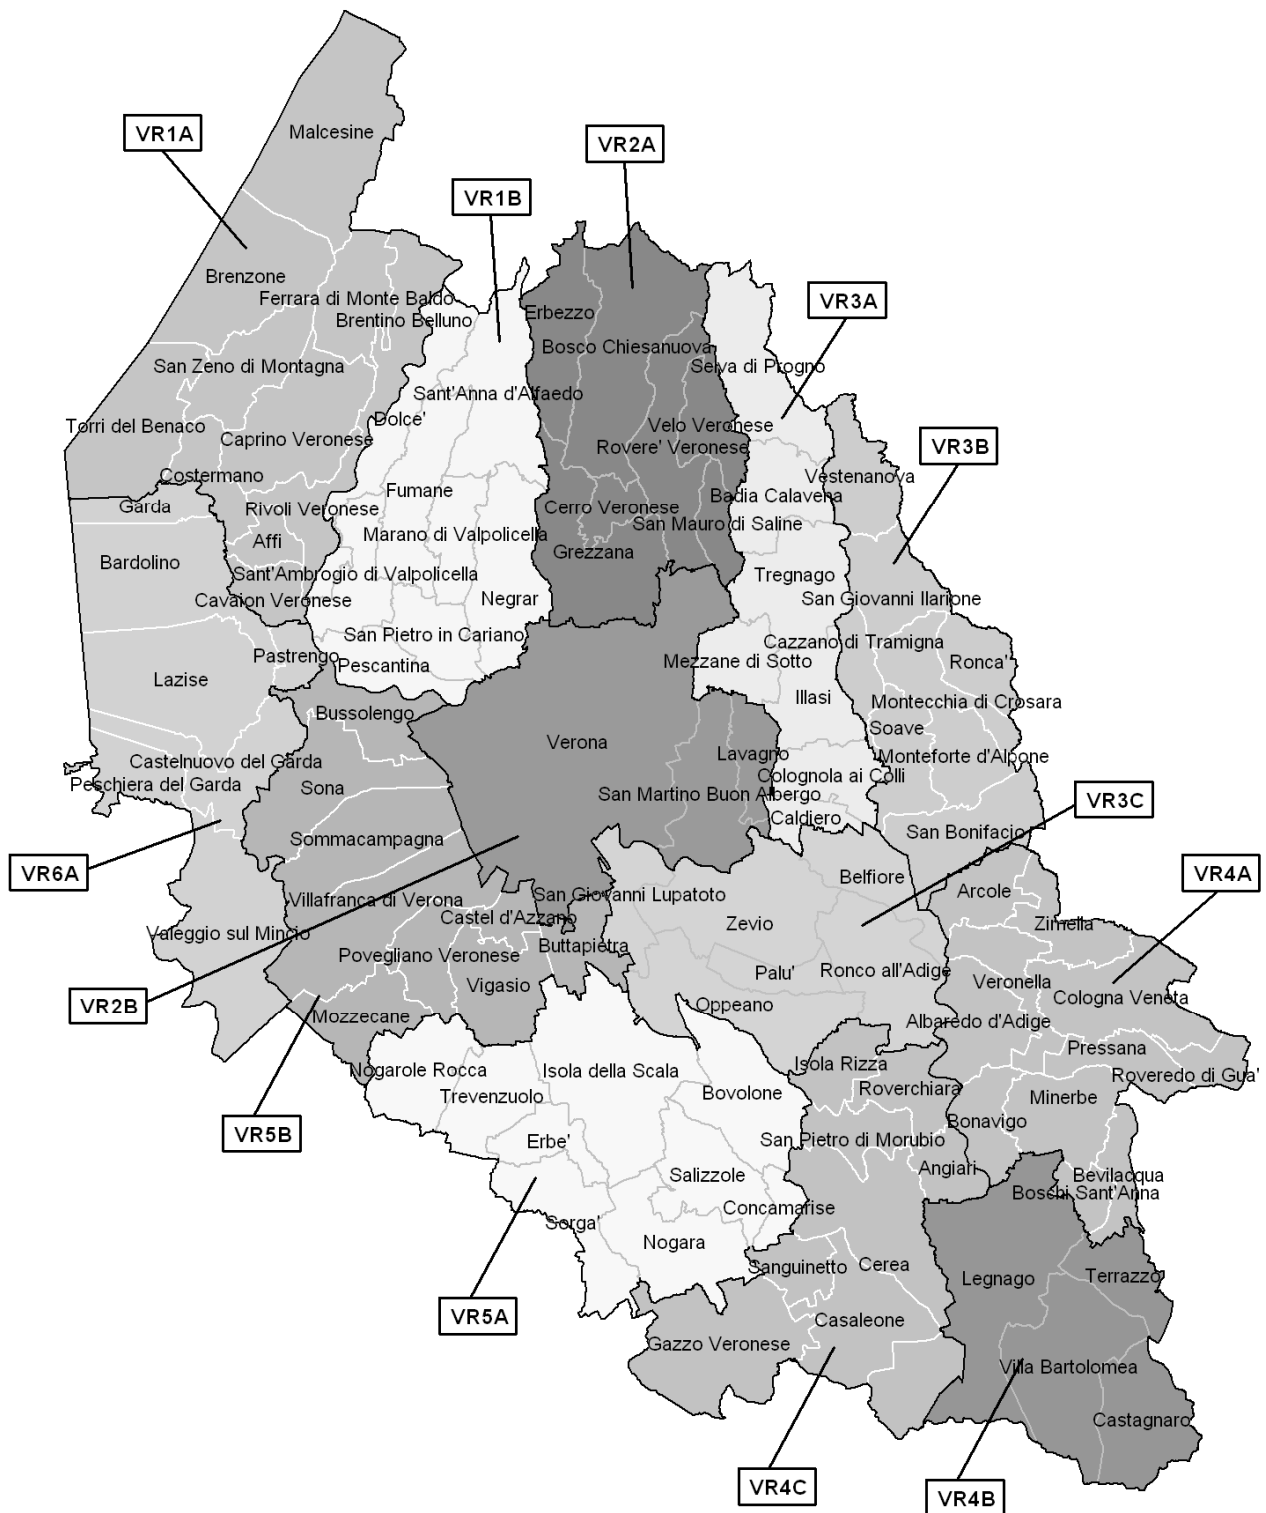 VR1A
Malcesine
VR2A
VR1B
Brenzone
Ferrara di Monte Baldo
Brentino Belluno
Erbezzo
VR3A
Bosco Chiesanuova
San Zeno di Montagna
Selva di Progno
Sant'Anna d'Alfaedo
Dolce'
Torri del Benaco
Caprino Veronese
Velo Veronese
Rovere' Veronese
VR3B
Costermano
Vestenanova
Garda
Rivoli Veronese
Fumane
Badia Calavena
Cerro Veronese
San Mauro di Saline
Affi
Marano di Valpolicella
Grezzana
Bardolino
Sant'Ambrogio di Valpolicella
Tregnago
Cavaion Veronese
Negrar
San Giovanni Ilarione
San Pietro in Cariano
Cazzano di Tramigna
Pastrengo
Pescantina
Mezzane di Sotto
Ronca'
Lazise
Illasi
Montecchia di Crosara
Bussolengo
Soave
Verona
Lavagno
Monteforte d'Alpone
Castelnuovo del Garda
Peschiera del Garda
Sona
Colognola ai Colli
San Martino Buon Albergo
Caldiero
VR3C
Sommacampagna
San Bonifacio
VR6A
Belfiore
Arcole
VR4A
Villafranca di Verona
San Giovanni Lupatoto
Castel d'Azzano
Zevio
Zimella
Valeggio sul Mincio
Povegliano Veronese
Buttapietra
Palu'
Ronco all'Adige
Vigasio
Veronella
Cologna Veneta
VR2B
Mozzecane
Oppeano
Albaredo d'Adige
Pressana
Nogarole Rocca
Isola della Scala
Isola Rizza
Roveredo di Gua'
Trevenzuolo
Bovolone
Roverchiara
Minerbe
VR5B
Erbe'
San Pietro di Morubio
Bonavigo
Salizzole
Angiari
Bevilacqua
Boschi Sant'Anna
Concamarise
Sorga'
Nogara
Sanguinetto
Cerea
Legnago
Terrazzo
VR5A
Casaleone
Gazzo Veronese
Villa Bartolomea
Castagnaro
VR4C
VR4B